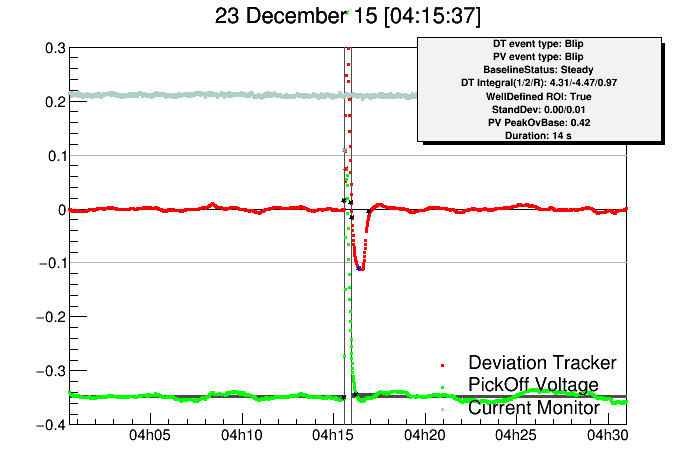 23 December 15 [04:15:37]
DT event type: Blip
PV event type: Blip
BaselineStatus: Steady
DT Integral(1/2/R): 4.31/-4.47/0.97
WellDefined ROI: True
StandDev: 0.00/0.01
PV PeakOvBase: 0.42
Duration: 14 s
0.3
0.2
0.1
0
−0.1
−0.2
−0.3
−0.4
Deviation Tracker
PickOff Voltage
Current Monitor
04h05 04h10 04h15 04h20 04h25 04h30